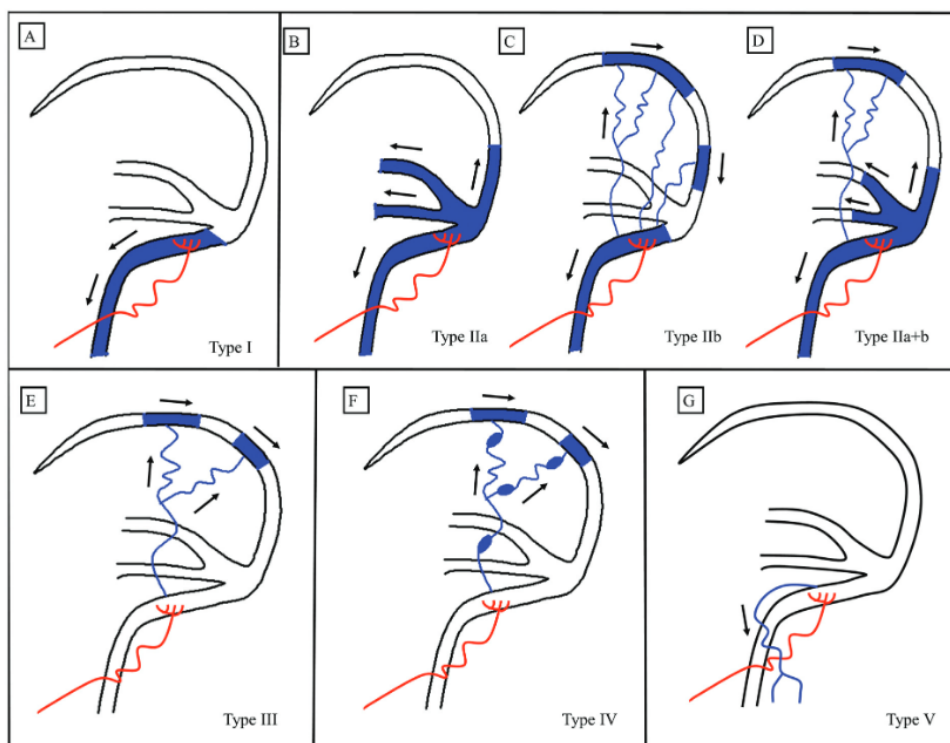 A
Type I
B
Type IIa
C
Type IIb
D
Type IIa+b
E
Type III
F
Type IV
G
Type V